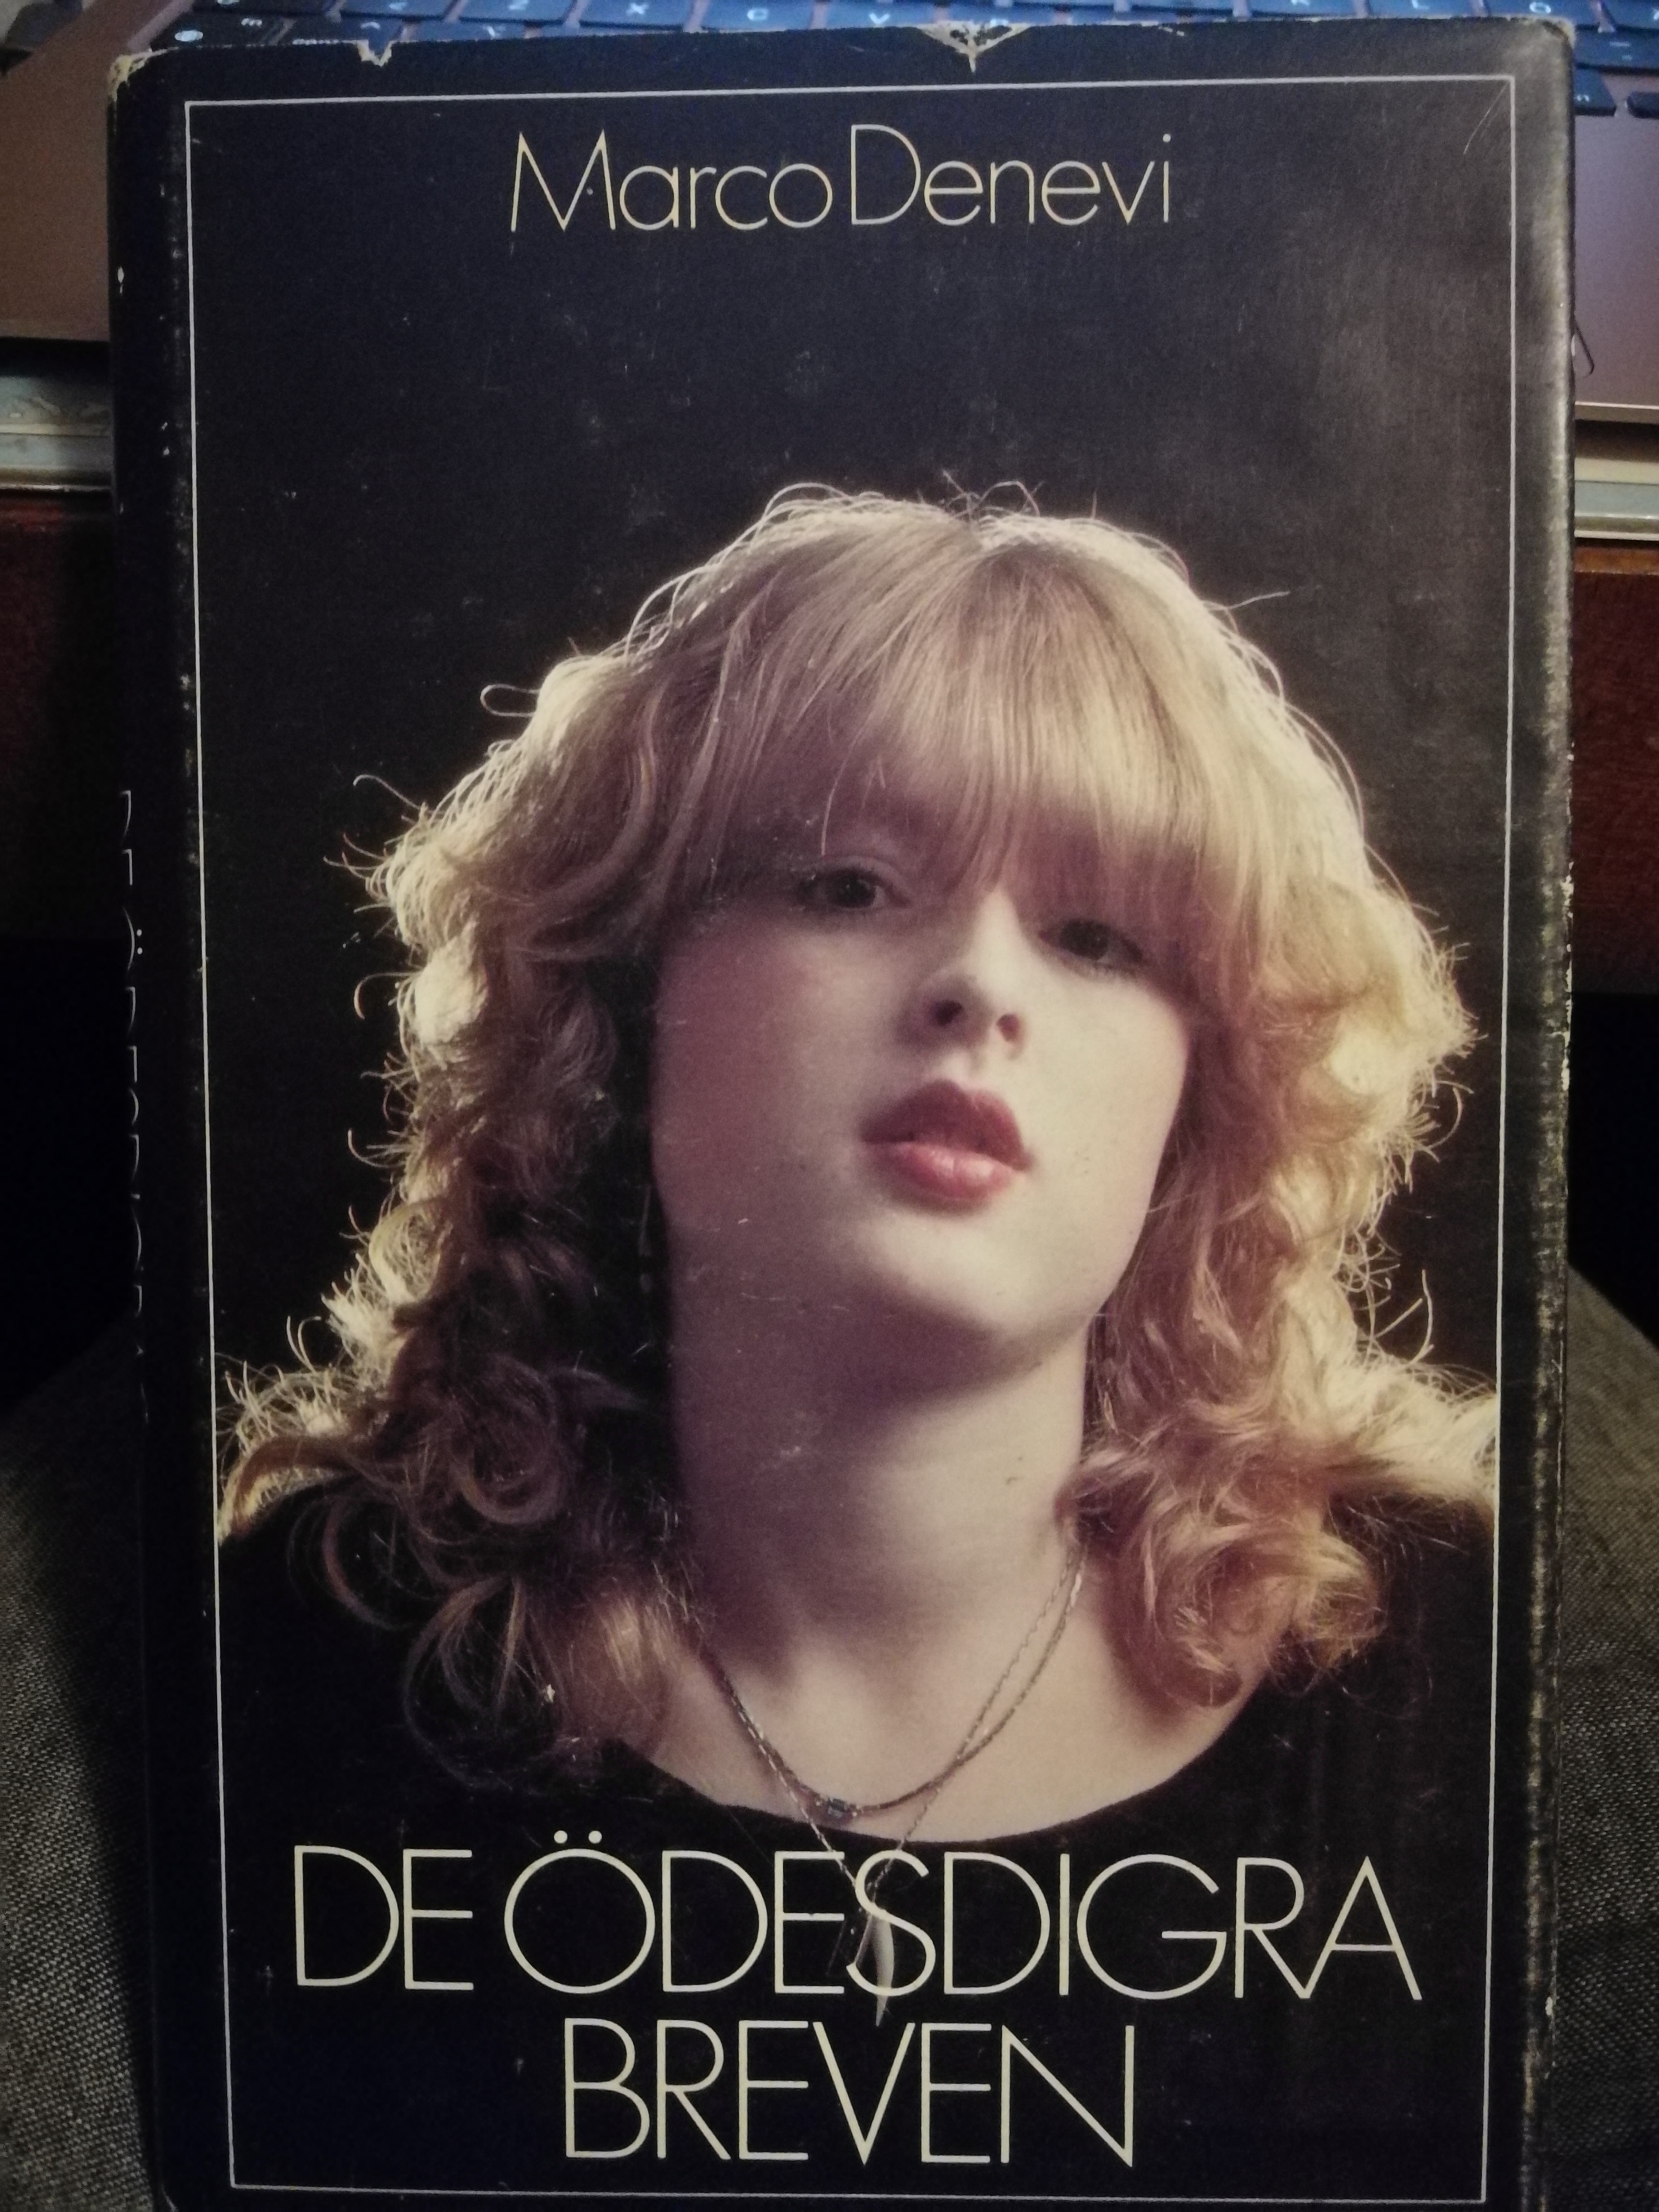 Marco Denevi
DE ÖDESDIGRA
BREVEN